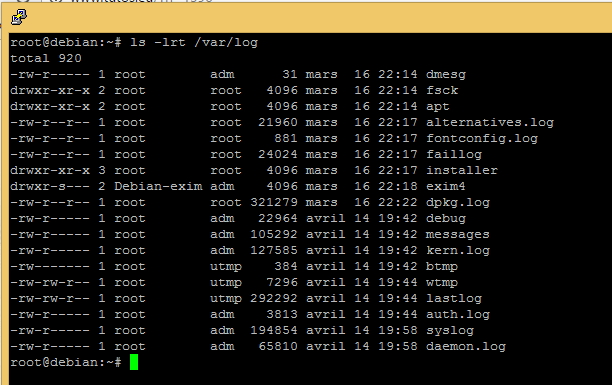 root@debian:~# ls -lrt /var/log
total 920
-rw-r----- 1 root        adm      31 mars  16 22:14 dmesg
drwxr-xr-x 2 root        root   4096 mars  16 22:14 fsck
drwxr-xr-x 2 root        root   4096 mars  16 22:14 apt
-rw-r--r-- 1 root        root  21960 mars  16 22:17 alternatives.log
-rw-r--r-- 1 root        root    881 mars  16 22:17 fontconfig.log
-rw-r--r-- 1 root        root  24024 mars  16 22:17 faillog
drwxr-xr-x 3 root        root   4096 mars  16 22:17 installer
drwxr-s--- 2 Debian-exim adm    4096 mars  16 22:18 exim4
-rw-r--r-- 1 root        root 321279 mars  16 22:22 dpkg.log
-rw-r----- 1 root        adm   22964 avril 14 19:42 debug
-rw-r----- 1 root        adm  105292 avril 14 19:42 messages
-rw-r----- 1 root        adm  127585 avril 14 19:42 kern.log
-rw------- 1 root        utmp    384 avril 14 19:42 btmp
-rw-rw-r-- 1 root        utmp   7296 avril 14 19:44 wtmp
-rw-rw-r-- 1 root        utmp 292292 avril 14 19:44 lastlog
-rw-r----- 1 root        adm    3813 avril 14 19:44 auth.log
-rw-r----- 1 root        adm  194854 avril 14 19:58 syslog
-rw-r----- 1 root        adm   65810 avril 14 19:58 daemon.log
root@debian:~#